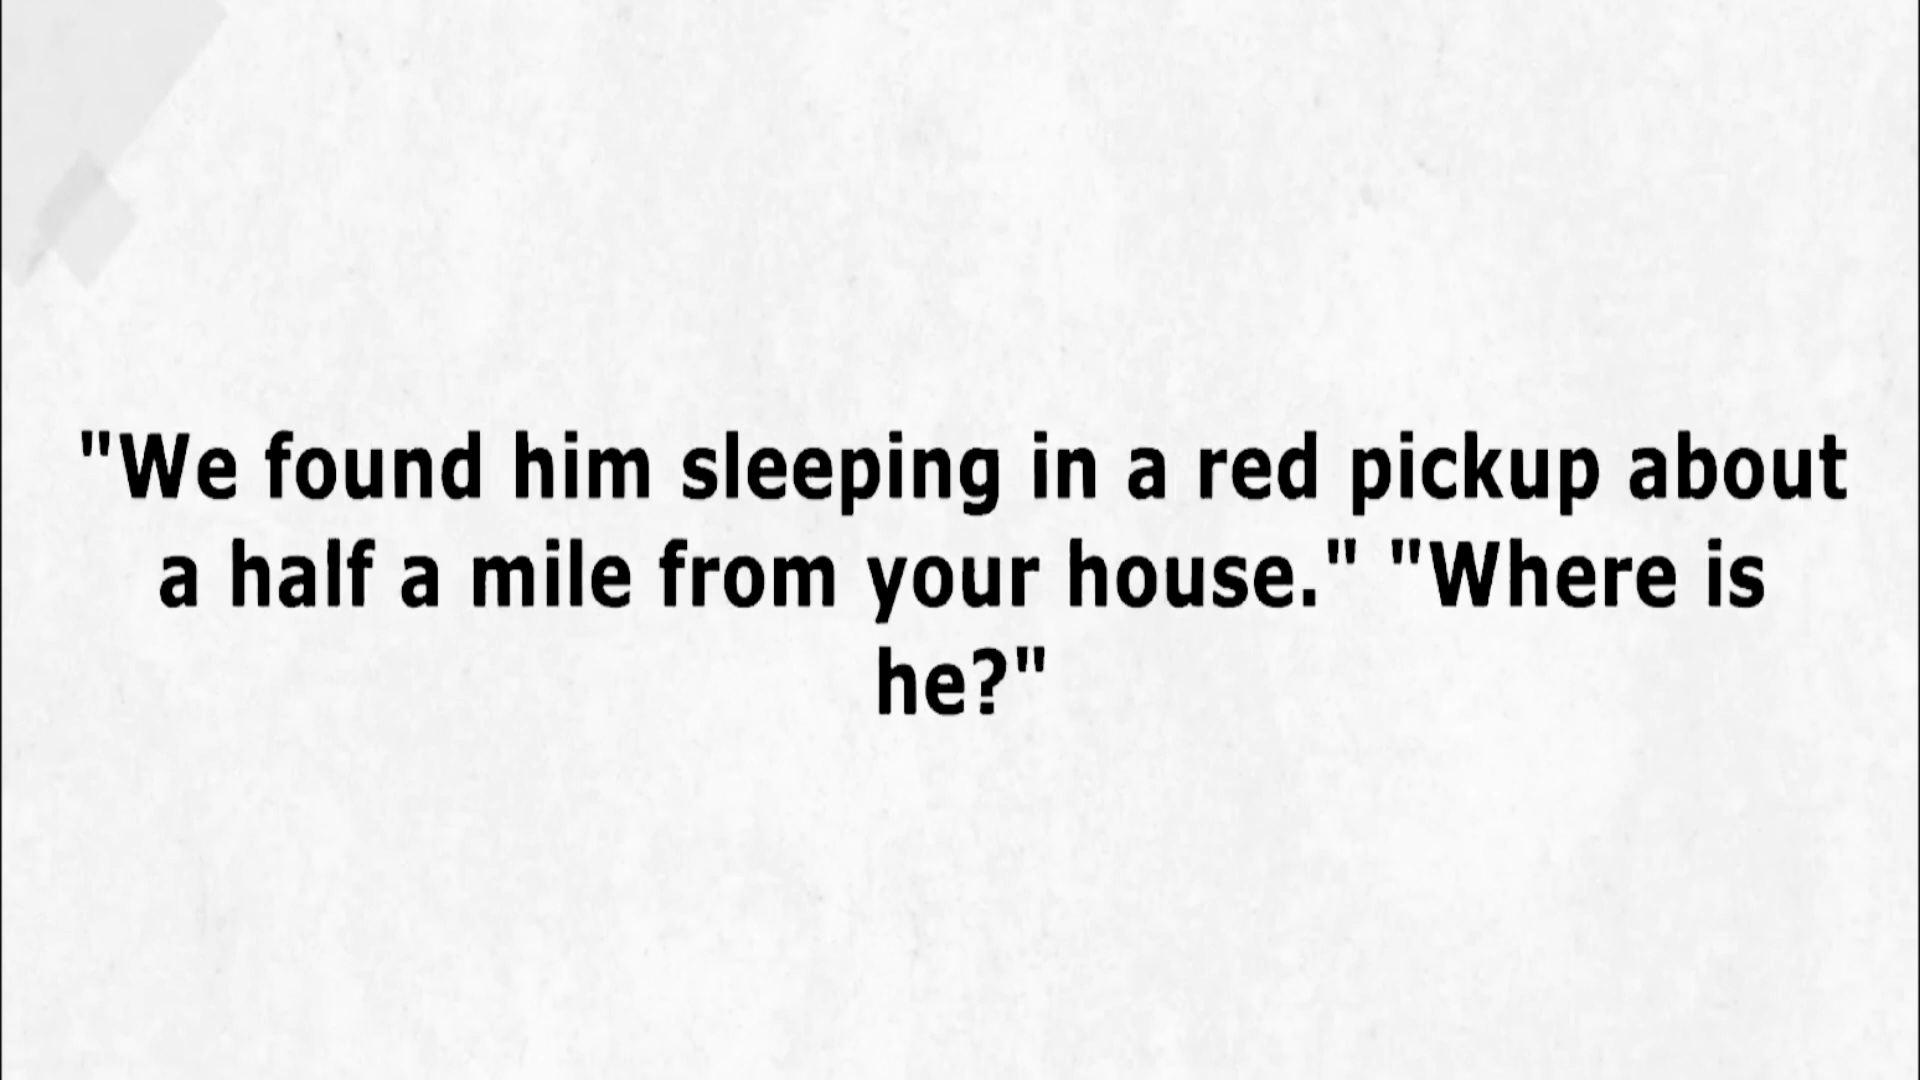 "We found him sleeping in a red pickup about
a half a mile from your house." "Where is
he?"